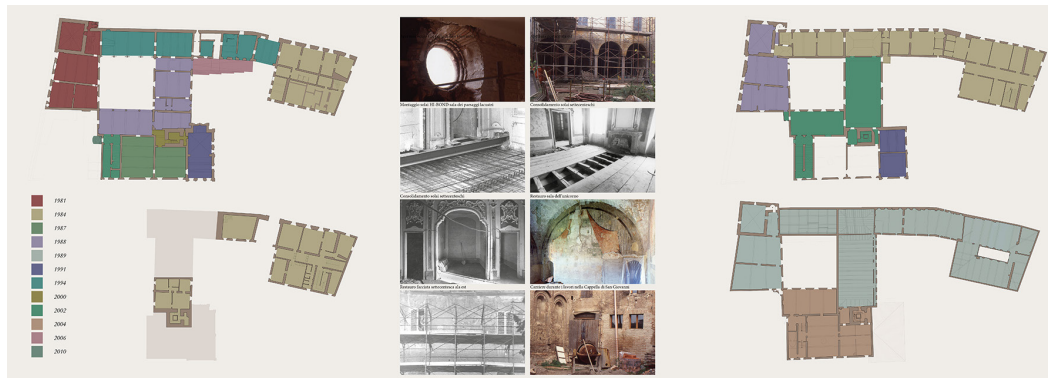 1981
1984
1987
1988
1989
1991
1994
2000
2002
2004
2006
2010
Montaggio solai HI-BOND sala dei paesaggi lacustri
Consolidamento solai settecenteschi
Consolidamento solai settecenteschi
Restauro sala dell'unicorno
Restauro facciata settecentesca ala est
Cantiere durante i lavori nella Cappella di San Giovanni